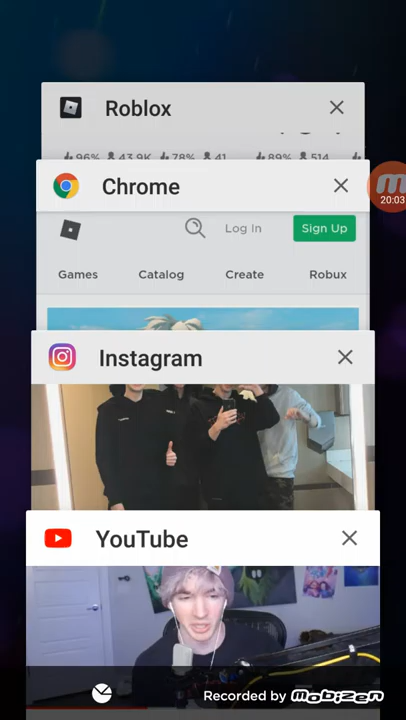 Roblox
96% 43.9K 78% 41 89% 514
Chrome
20:03
Log In
Sign Up
Games Catalog Create Robux
Instagram
YouTube
Recorded by mobizen